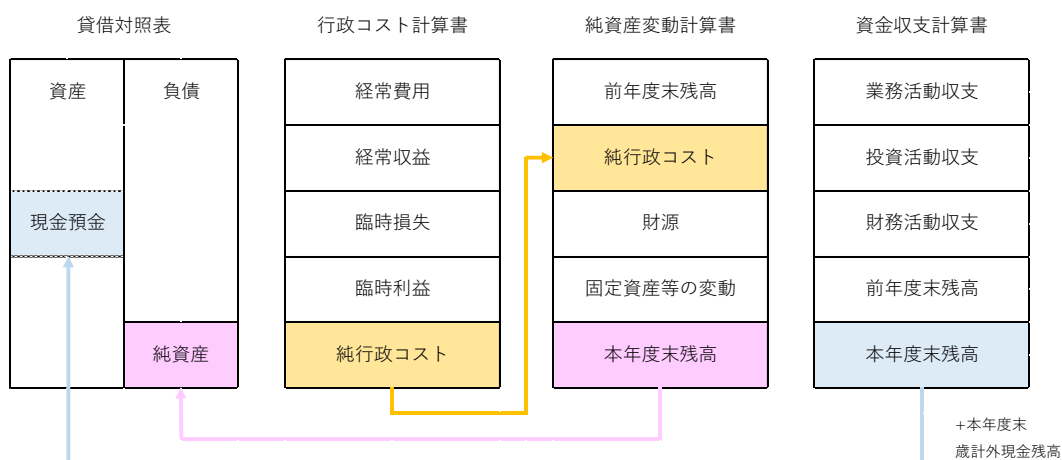 貸借対照表
資産
負債
現金預金
純資産
行政コスト計算書
経常費用
経常収益
臨時損失
臨時利益
純行政コスト
純資産変動計算書
前年度末残高
純行政コスト
財源
固定資産等の変動
本年度末残高
資金収支計算書
業務活動収支
投資活動収支
財務活動収支
前年度末残高
本年度末残高
+本年度末
歳計外現金残高